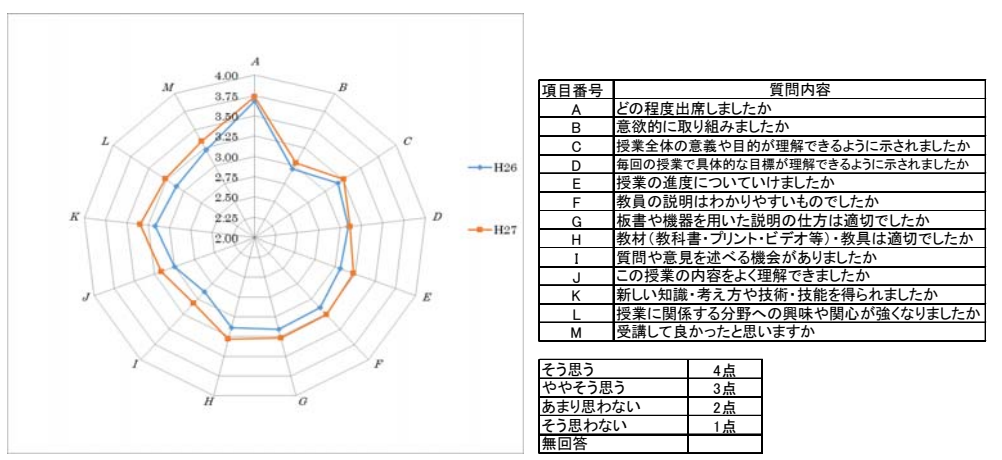 A
B
C
D
E
F
G
H
I
J
K
L
M
4.00
3.75
3.50
3.25
3.00
2.75
2.50
2.25
2.00
H26
H27
項目番号 質問内容
A どの程度出席しましたか
B 意欲的に取り組みましたか
C 授業全体の意義や目的が理解できるように示されましたか
D 毎回の授業で具体的な目標が理解できるように示されましたか
E 授業の進度についていけましたか
F 教員の説明はわかりやすいものでしたか
G 板書や機器を用いた説明の仕方は適切でしたか
H 教材（教科書・プリント・ビデオ等）・教具は適切でしたか
I 質問や意見を述べる機会がありましたか
J この授業の内容をよく理解できましたか
K 新しい知識・考え方や技術・技能を得られましたか
L 授業に関係する分野への興味や関心が強くなりましたか
M 受講して良かったと思いますか
そう思う 4点
ややそう思う 3点
あまり思わない 2点
そう思わない 1点
無回答